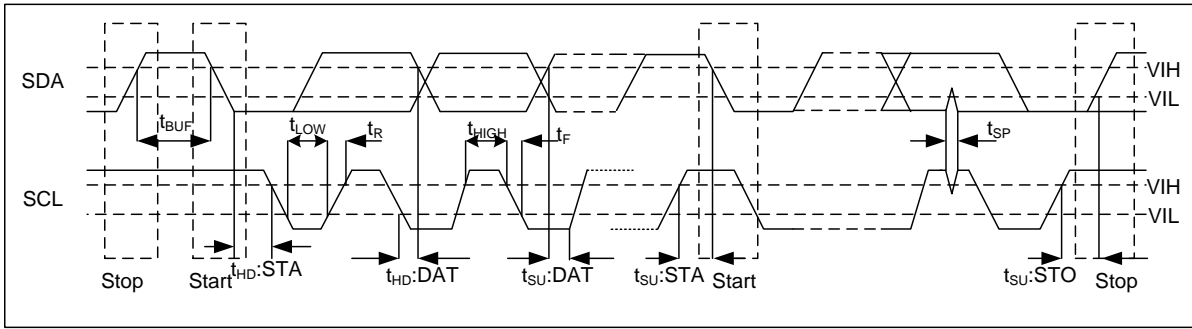 SDA
VIH
VIL
tBUF
tLOW
tR
tHIGH
tF
tSP
SCL
VIH
VIL
Stop
Start
tHD:STA
tHD:DAT
tSU:DAT
tSU:STA
Start
tSU:STO
Stop